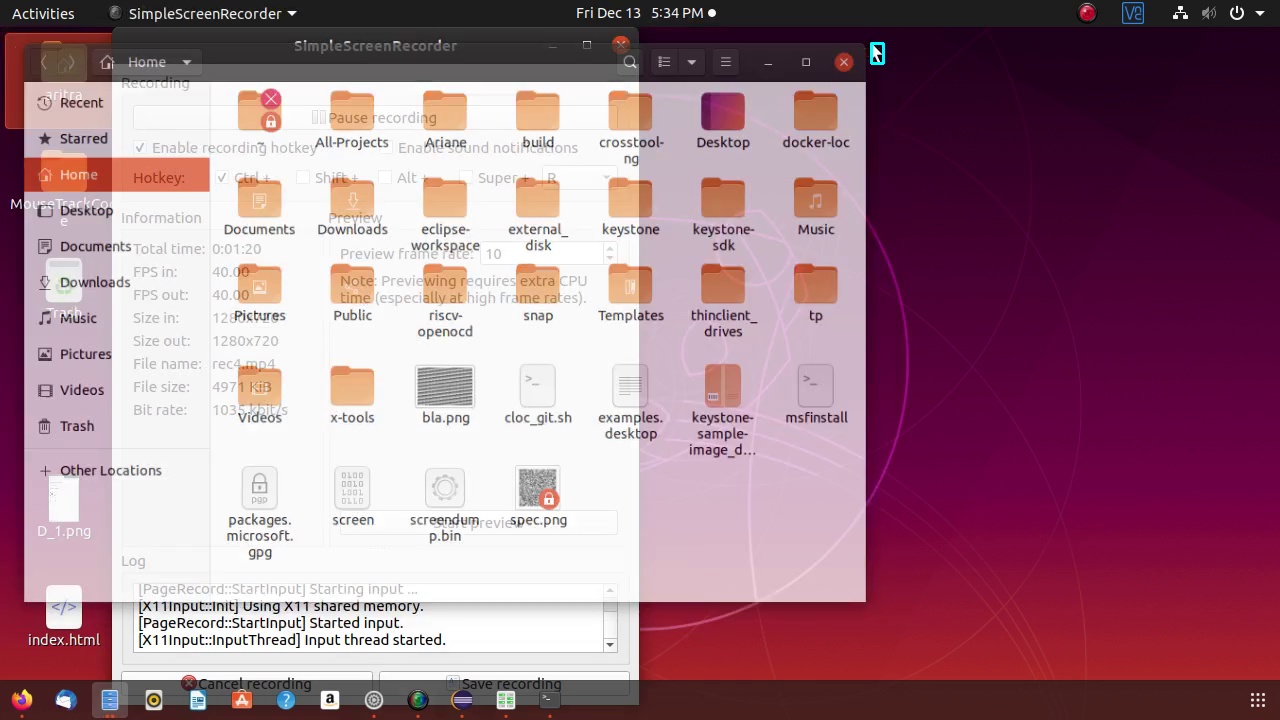 Activities
SimpleScreenRecorder
Fri Dec 13 5:34 PM
V2
SimpleScreenRecorder
Home
Recording
Pause recording
Enable recording hotkey
Enable sound notifications
Hotkey:
Ctrl +
Shift +
Alt +
Super +
R
Information
Total time: 0:01:20
FPS in: 40.00
FPS out: 40.00
Size in: 1280x720
Size out: 1280x720
File name: rec4.mp4
File size: 4971 KiB
Bit rate: 1035 kbit/s
Preview
Preview frame rate: 10
Note: Previewing requires extra CPU
time (especially at high frame rates).
Start preview
Log
[PageRecord::StartInput] Starting input ...
[X11Input::Init] Using X11 shared memory.
[PageRecord::StartInput] Started input.
[X11Input::InputThread] Input thread started.
Cancel recording
Save recording
Recent
Starred
Home
Desktop
Documents
Downloads
Music
Pictures
Videos
Trash
Other Locations
~
All-Projects
Ariane
build
crosstool-
ng
Desktop
docker-loc
Documents
Downloads
eclipse-
workspace
external_
disk
keystone
keystone-
sdk
Music
Pictures
Public
riscv-
openocd
snap
Templates
thinclient_
drives
tp
Videos
x-tools
bla.png
cloc_git.sh
examples.
desktop
keystone-
sample-
image_d...
msfinstall
packages.
microsoft.
gpg
screen
screendum
p.bin
spec.png
aritra
MouseTrackCod
e
Trash
D_1.png
index.html